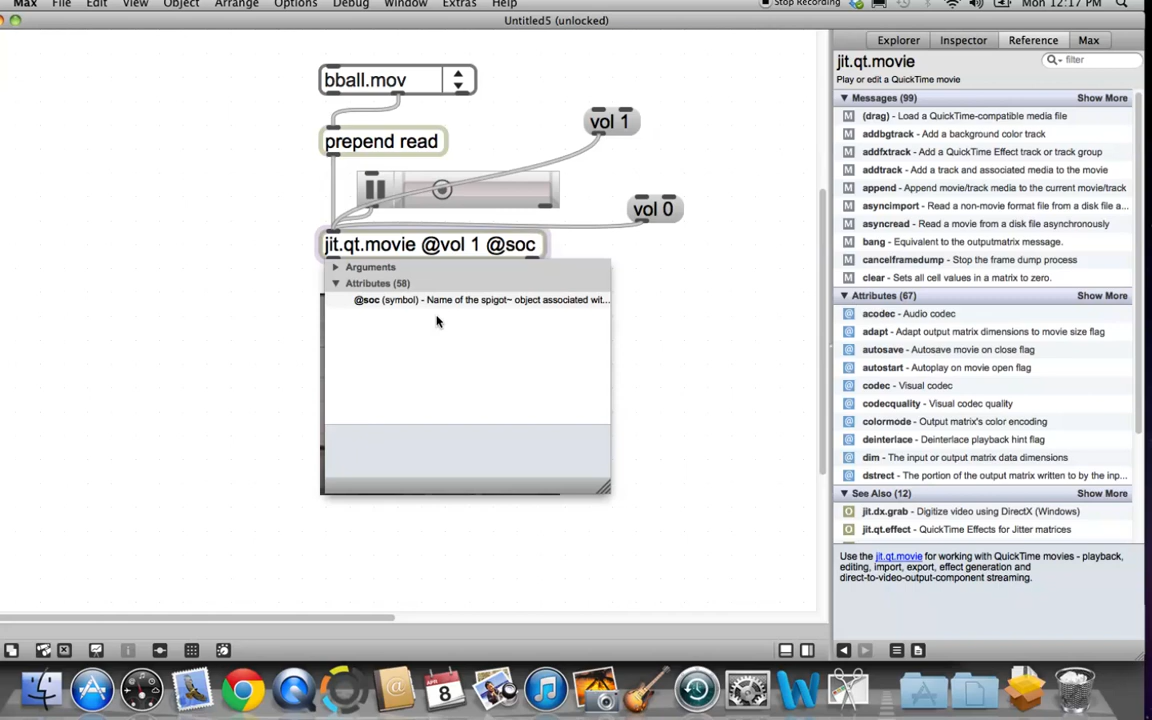 Max File Edit View Object Arrange Options Debug Window Extras Help
Stop Recording Mon 12:17 PM
Untitled5 (unlocked)
bball.mov
vol 1
prepend read
vol 0
jit.qt.movie @vol 1 @soc
Arguments
Attributes (58)
@soc (symbol) - Name of the spigot~ object associated wit...
Explorer Inspector Reference Max
jit.qt.movie
filter
Play or edit a QuickTime movie
Messages (99) Show More
M (drag) - Load a QuickTime-compatible media file
M addbgtrack - Add a background color track
M addfxtrack - Add a QuickTime Effect track or track group
M addtrack - Add a track and associated media to the movie
M append - Append movie/track media to the current movie/track
M asyncimport - Read a non-movie format file from a disk file a...
M asyncread - Read a movie from a disk file asynchronously
M bang - Equivalent to the outputmatrix message.
M cancelframedump - Stop the frame dump process
M clear - Sets all cell values in a matrix to zero.
Attributes (67) Show More
@ acodec - Audio codec
@ adapt - Adapt output matrix dimensions to movie size flag
@ autosave - Autosave movie on close flag
@ autostart - Autoplay on movie open flag
@ codec - Visual codec
@ codecquality - Visual codec quality
@ colormode - Output matrix's color encoding
@ deinterlace - Deinterlace playback hint flag
@ dim - The input or output matrix data dimensions
@ dstrect - The portion of the output matrix written to by the inp...
See Also (12) Show More
O jit.dx.grab - Digitize video using DirectX (Windows)
O jit.qt.effect - QuickTime Effects for Jitter matrices
Use the jit.qt.movie for working with QuickTime movies - playback,
editing, import, export, effect generation and
direct-to-video-output-component streaming.
8